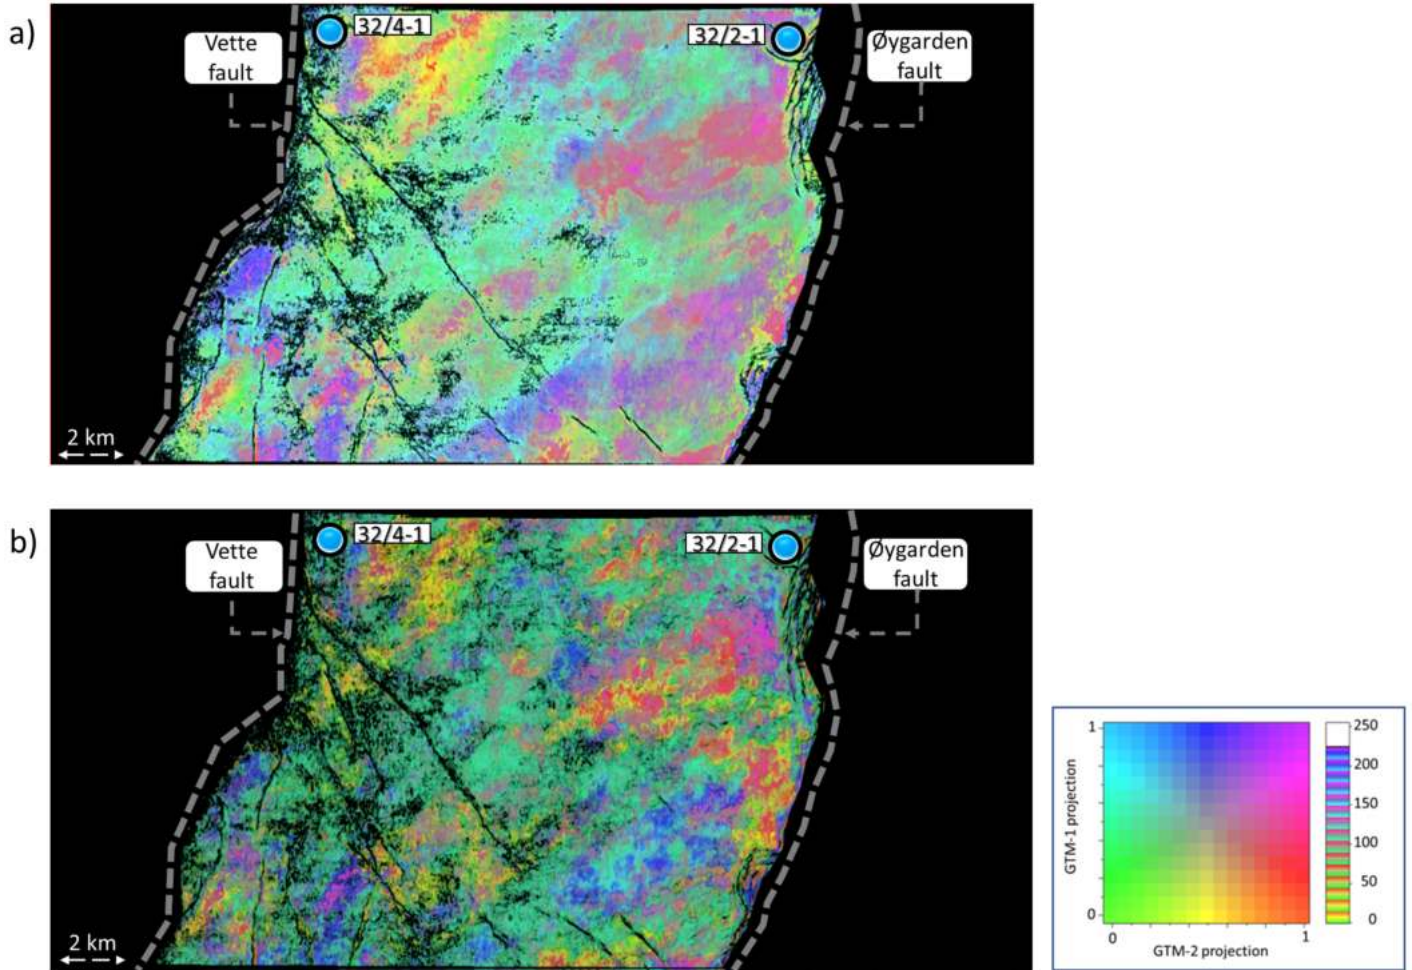 a)
Vette
fault
32/4-1
32/2-1
Øygarden
fault
2 km
b)
Vette
fault
32/4-1
32/2-1
Øygarden
fault
2 km
1
0
0
1
GTM-1 projection
GTM-2 projection
250
200
150
100
50
0